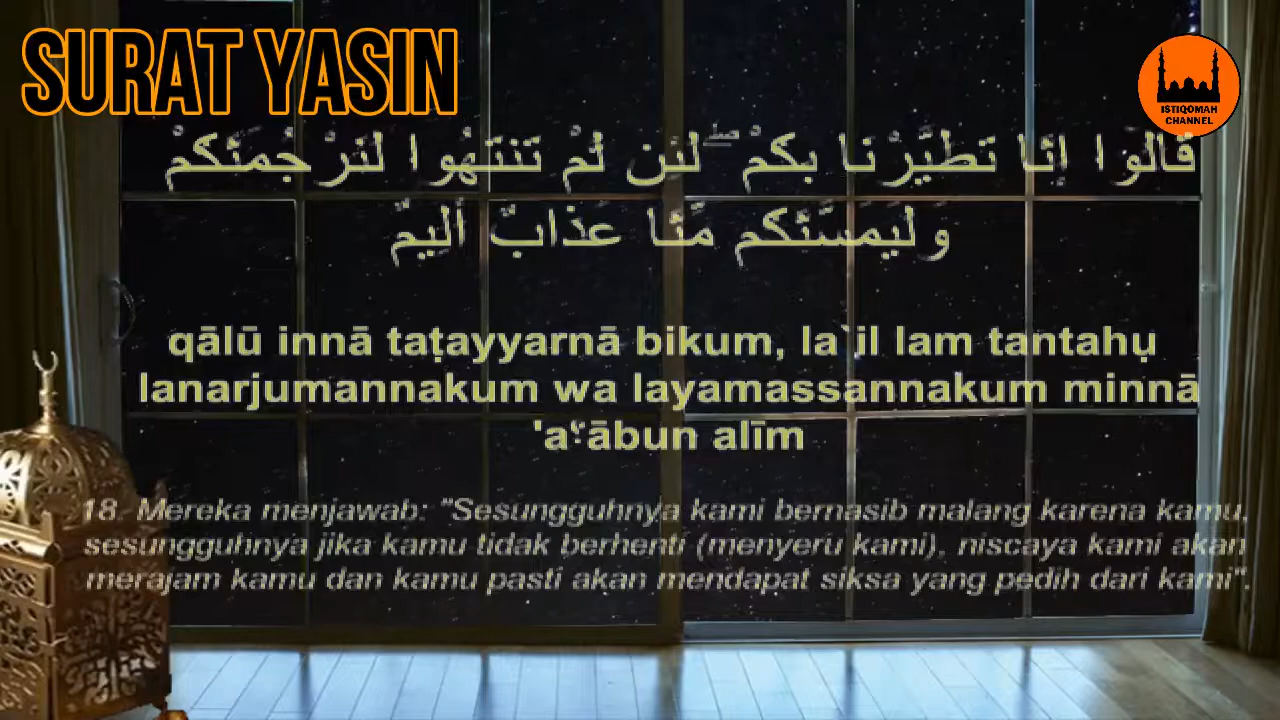 SURAT YASIN
ISTIQOMAH
CHANNEL
قَالُوٓا۟ إِنَّا تَطَيَّرْنَا بِكُمْ ۖ لَئِن لَّمْ تَنتَهُوا۟ لَنَرْجُمَنَّكُمْ
وَلَيَمَسَّنَّكُم مِّنَّا عَذَابٌ أَلِيمٌ
qālū innā taṭayyarnā bikum, la`il lam tantahụ
lanarjumannakum wa layamassannakum minnā
'aʿābun alīm
18. Mereka menjawab: "Sesungguhnya kami bernasib malang karena kamu,
sesungguhnya jika kamu tidak berhenti (menyeru kami), niscaya kami akan
merajam kamu dan kamu pasti akan mendapat siksa yang pedih dari kami".